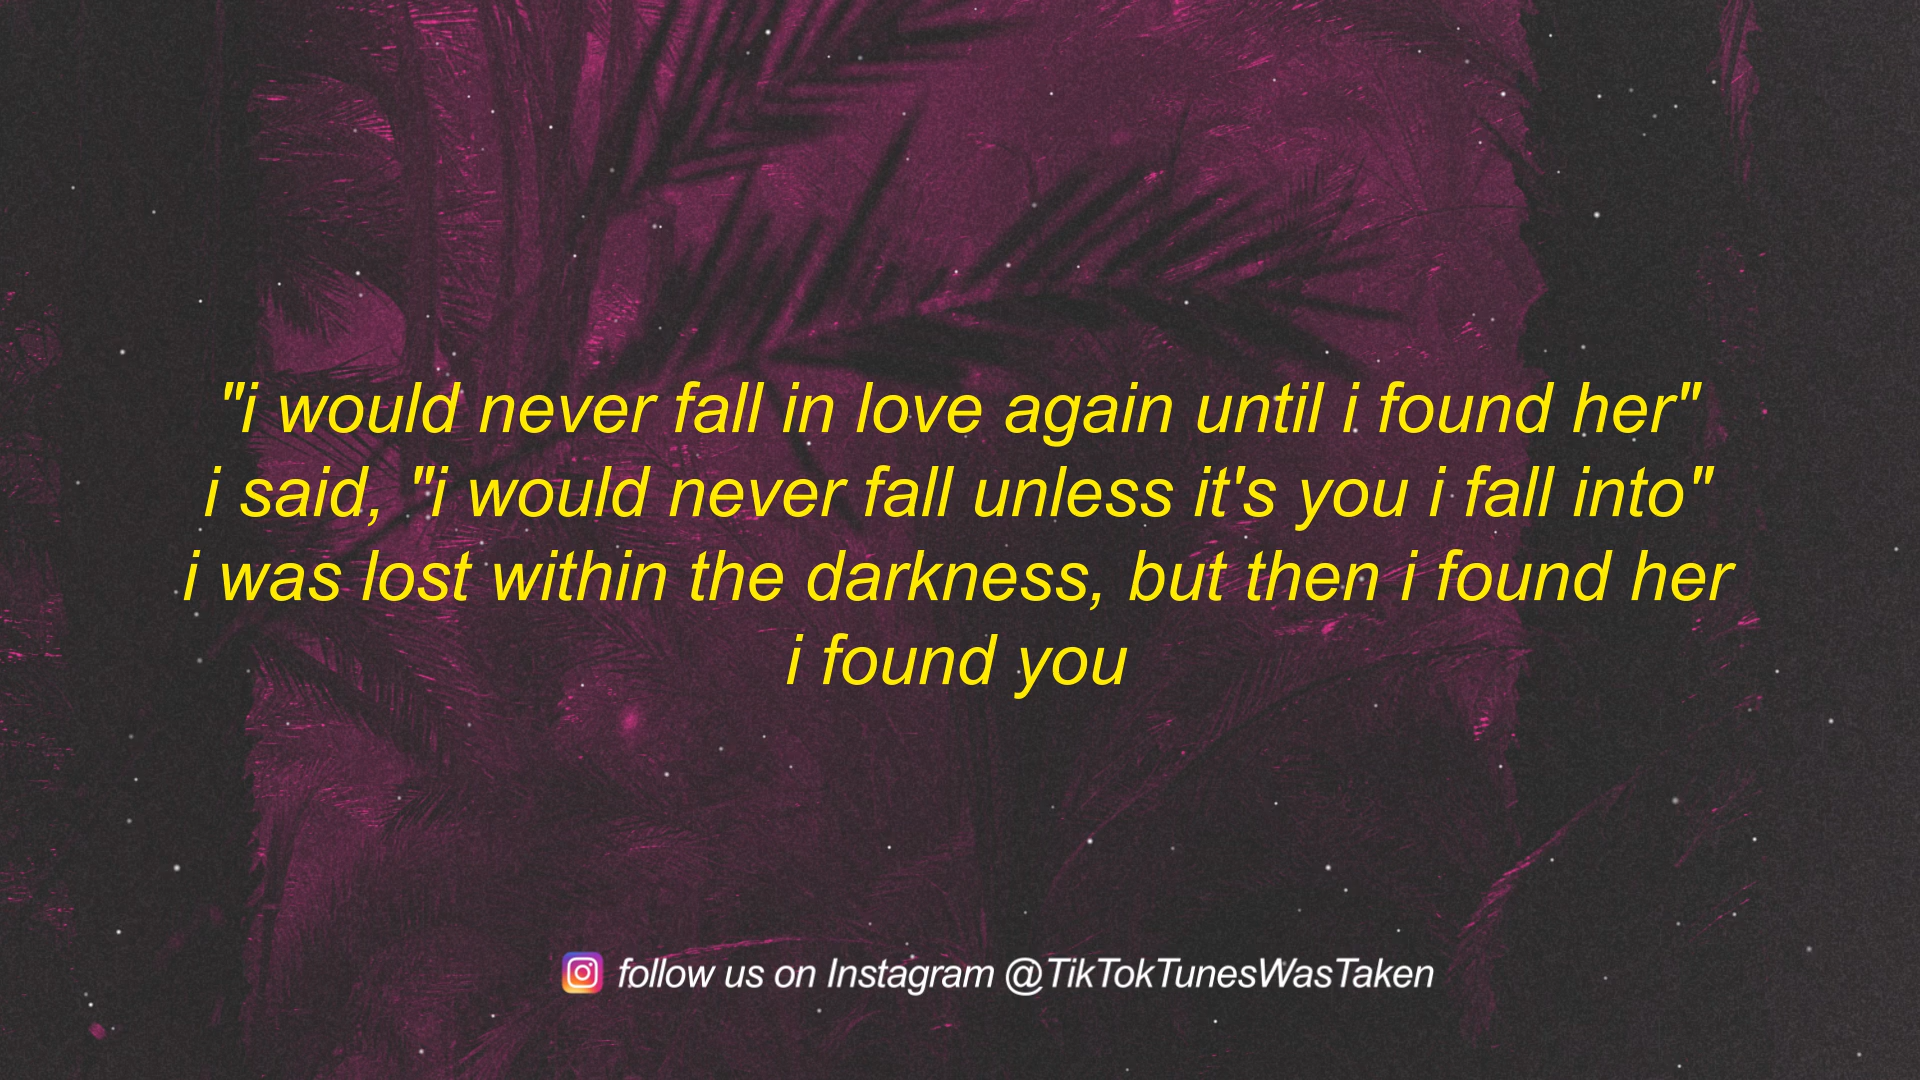 "i would never fall in love again until i found her"
i said, "i would never fall unless it's you i fall into"
i was lost within the darkness, but then i found her
i found you
follow us on Instagram @TikTokTunesWasTaken